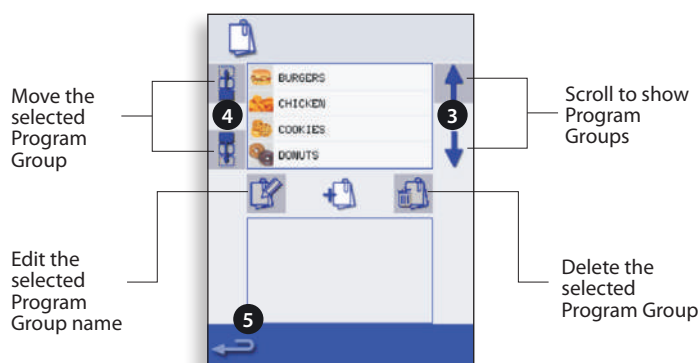 BURGERS
CHICKEN
COOKIES
DONUTS
4
3
5
Move the
selected
Program
Group
Scroll to show
Program
Groups
Edit the
selected
Program
Group name
Delete the
selected
Program Group